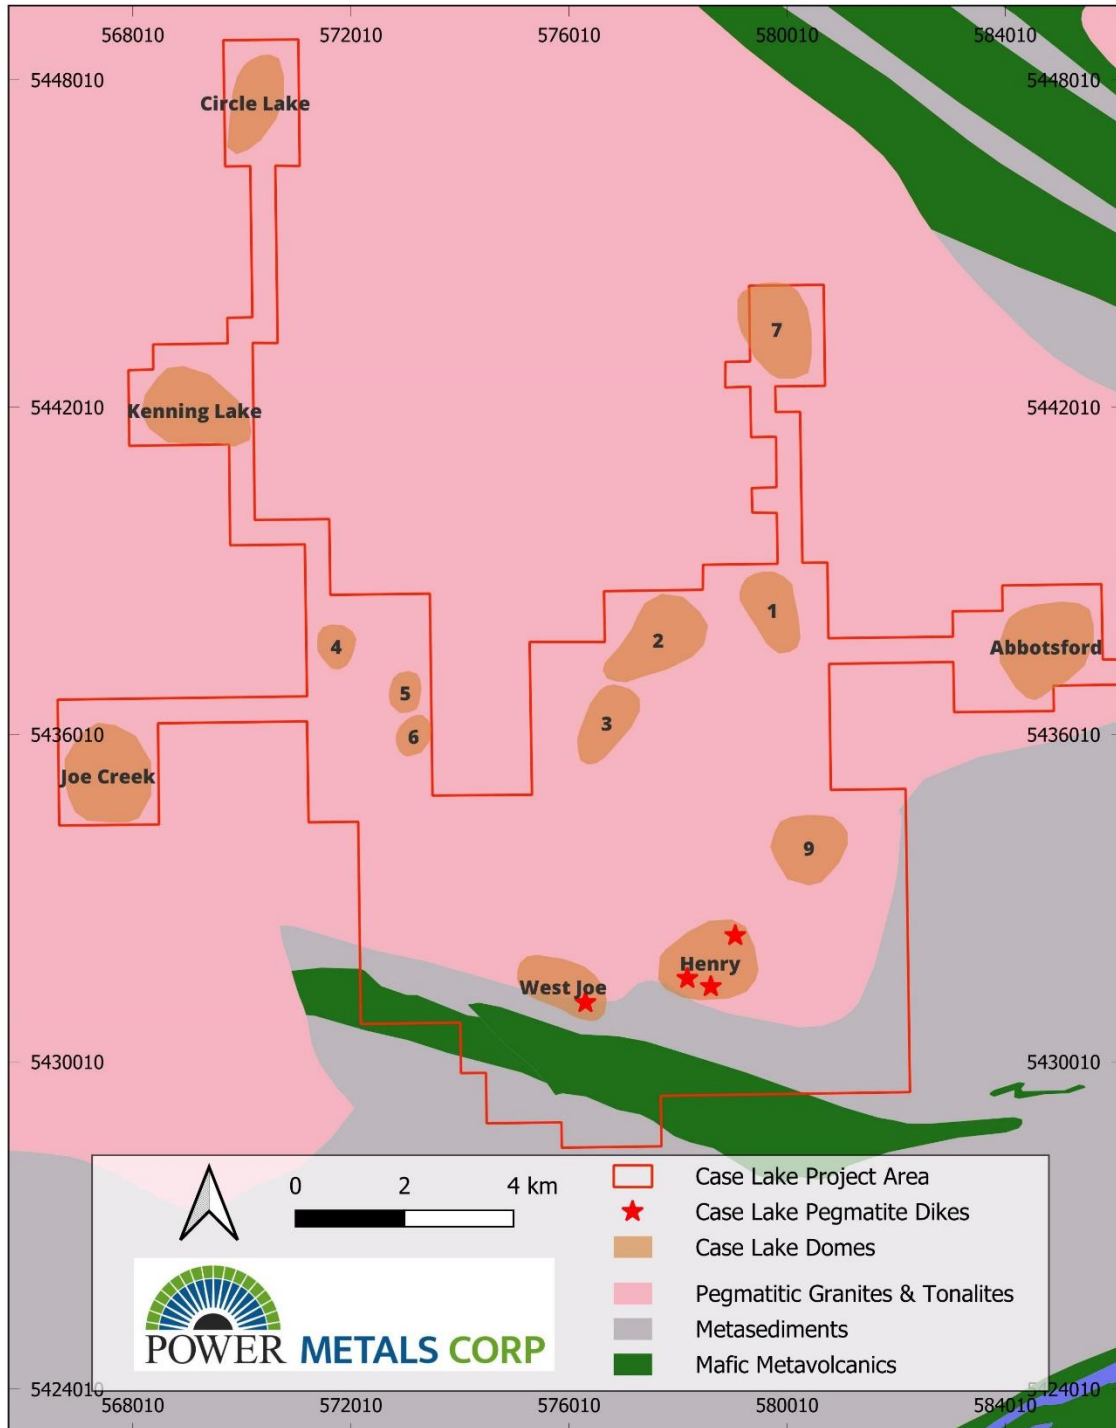 568010 572010 576010 580010 584010
5448010 5448010
Circle Lake
7
5442010 5442010
Kenning Lake
1
2
4
Abbotsford
5
3
6
5436010 5436010
Joe Creek
9
Henry
West Joe
5430010 5430010
0 2 4 km
Case Lake Project Area
Case Lake Pegmatite Dikes
Case Lake Domes
Pegmatitic Granites & Tonalites
Metasediments
Mafic Metavolcanics
POWER METALS CORP
5424010 5424010
568010 572010 576010 580010 584010